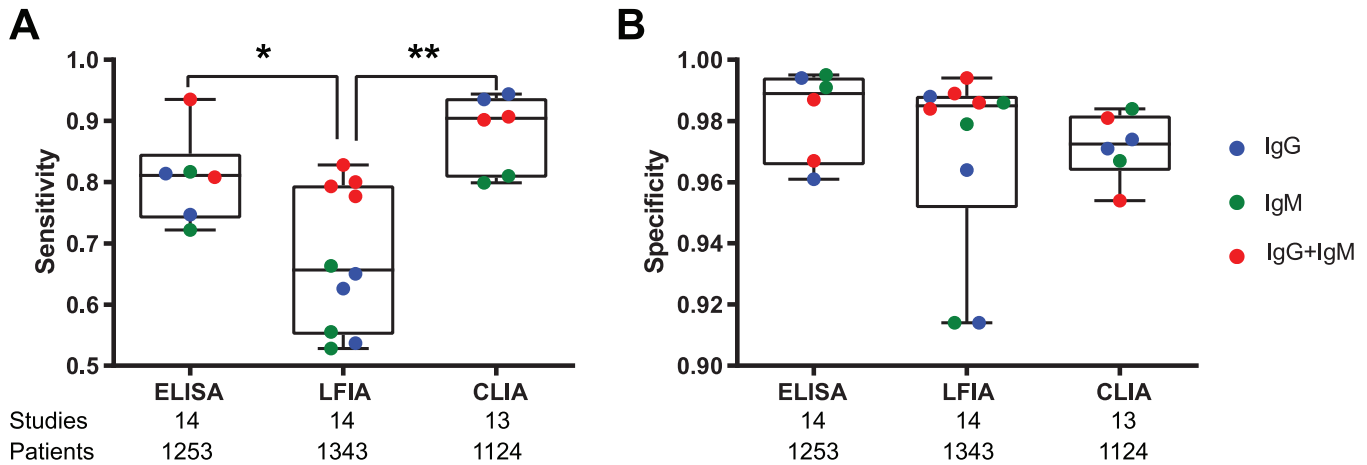 A
B
* **
1.0
0.9
0.8
0.7
0.6
0.5
Sensitivity
ELISA LFIA CLIA
Studies 14 14 13
Patients 1253 1343 1124
1.00
0.98
0.96
0.94
0.92
0.90
Specificity
ELISA LFIA CLIA
14 14 13
1253 1343 1124
IgG
IgM
IgG+IgM